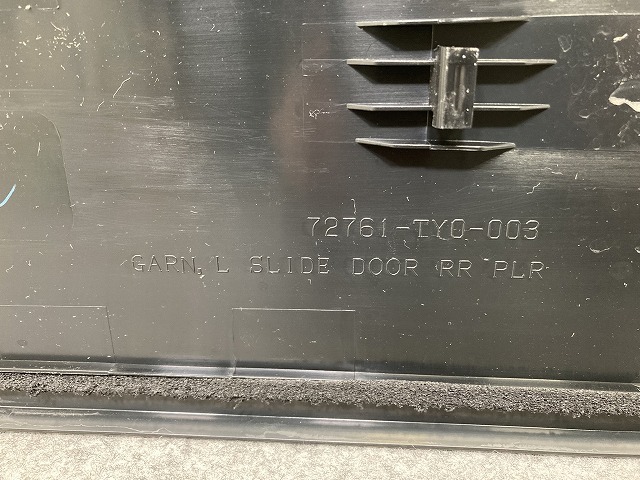 72761-TY0-003
GARN, L SLIDE DOOR RR PLR